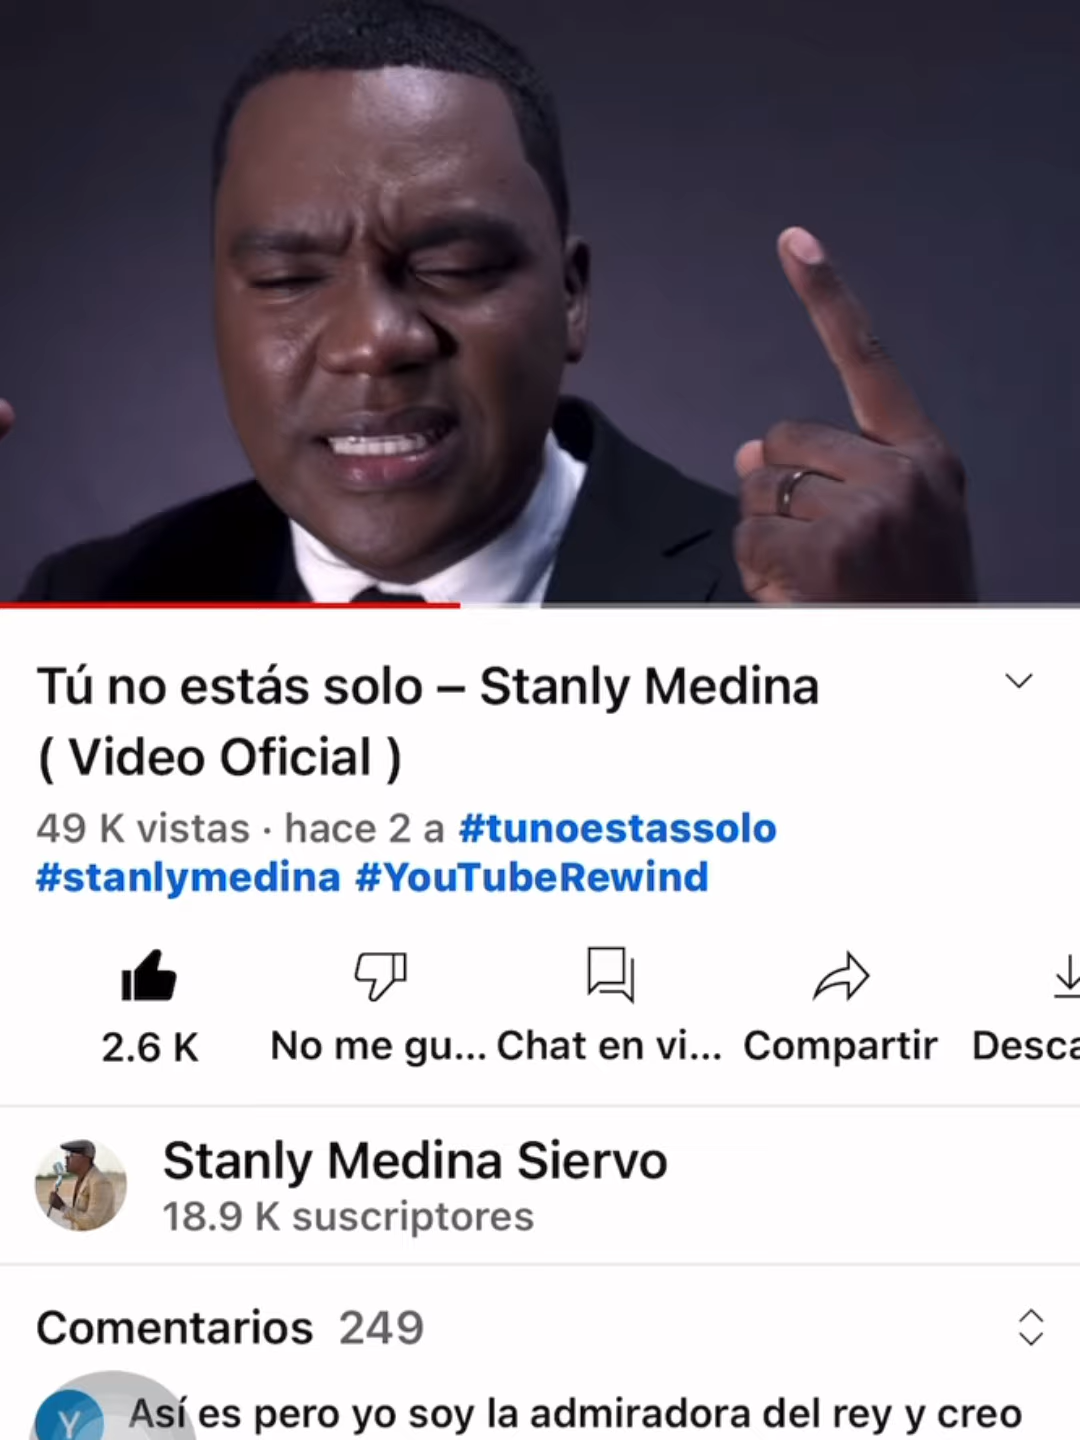 Tú no estás solo – Stanly Medina
( Video Oficial )
49 K vistas · hace 2 a #tunoestassolo
#stanlymedina #YouTubeRewind
2.6 K No me gu... Chat en vi... Compartir Desca
Stanly Medina Siervo
18.9 K suscriptores
Comentarios 249
Y Así es pero yo soy la admiradora del rey y creo